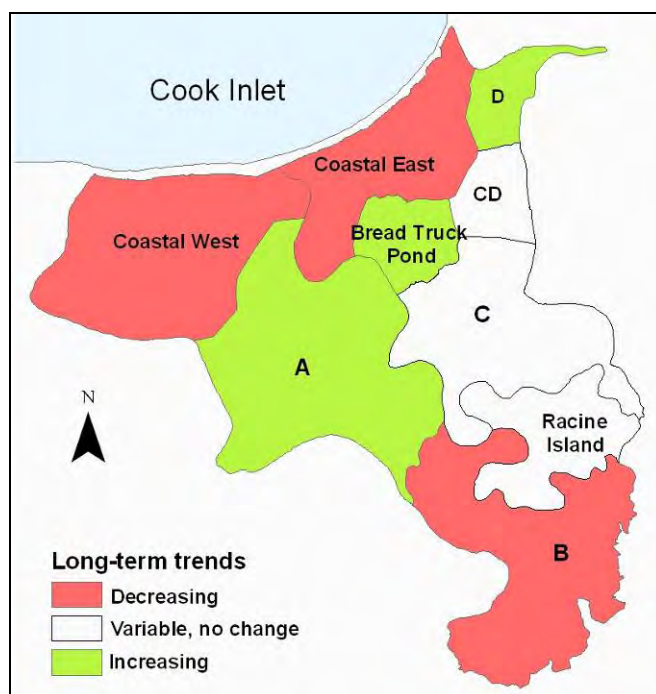 Cook Inlet
D
Coastal East
CD
Coastal West
Bread Truck
Pond
C
A
N
Racine
Island
B
Long-term trends
Decreasing
Variable, no change
Increasing